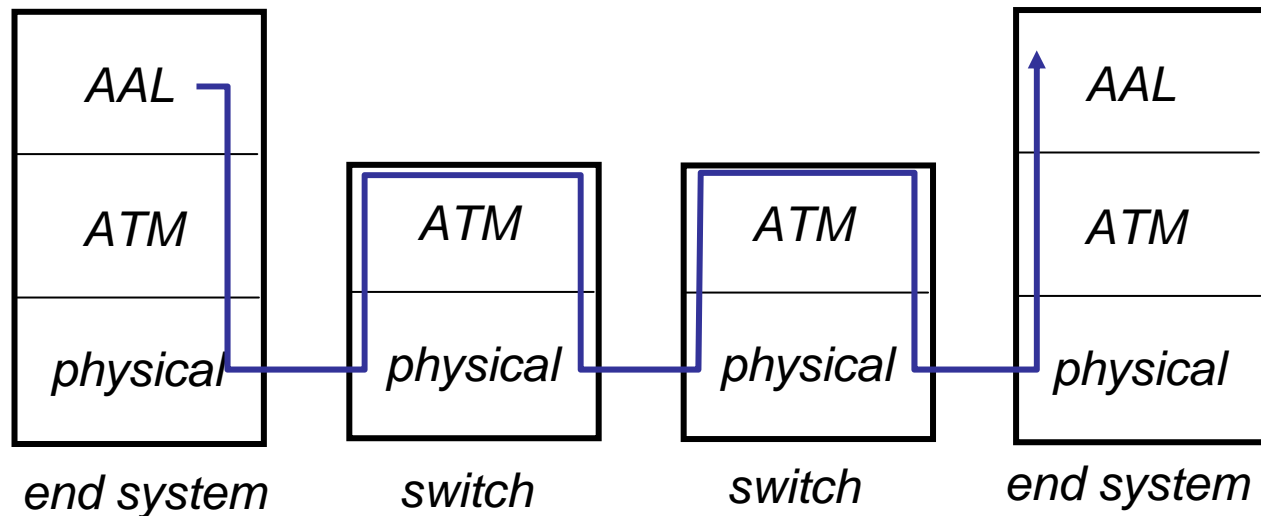 AAL
ATM
physical
end system
ATM
physical
switch
ATM
physical
switch
AAL
ATM
physical
end system